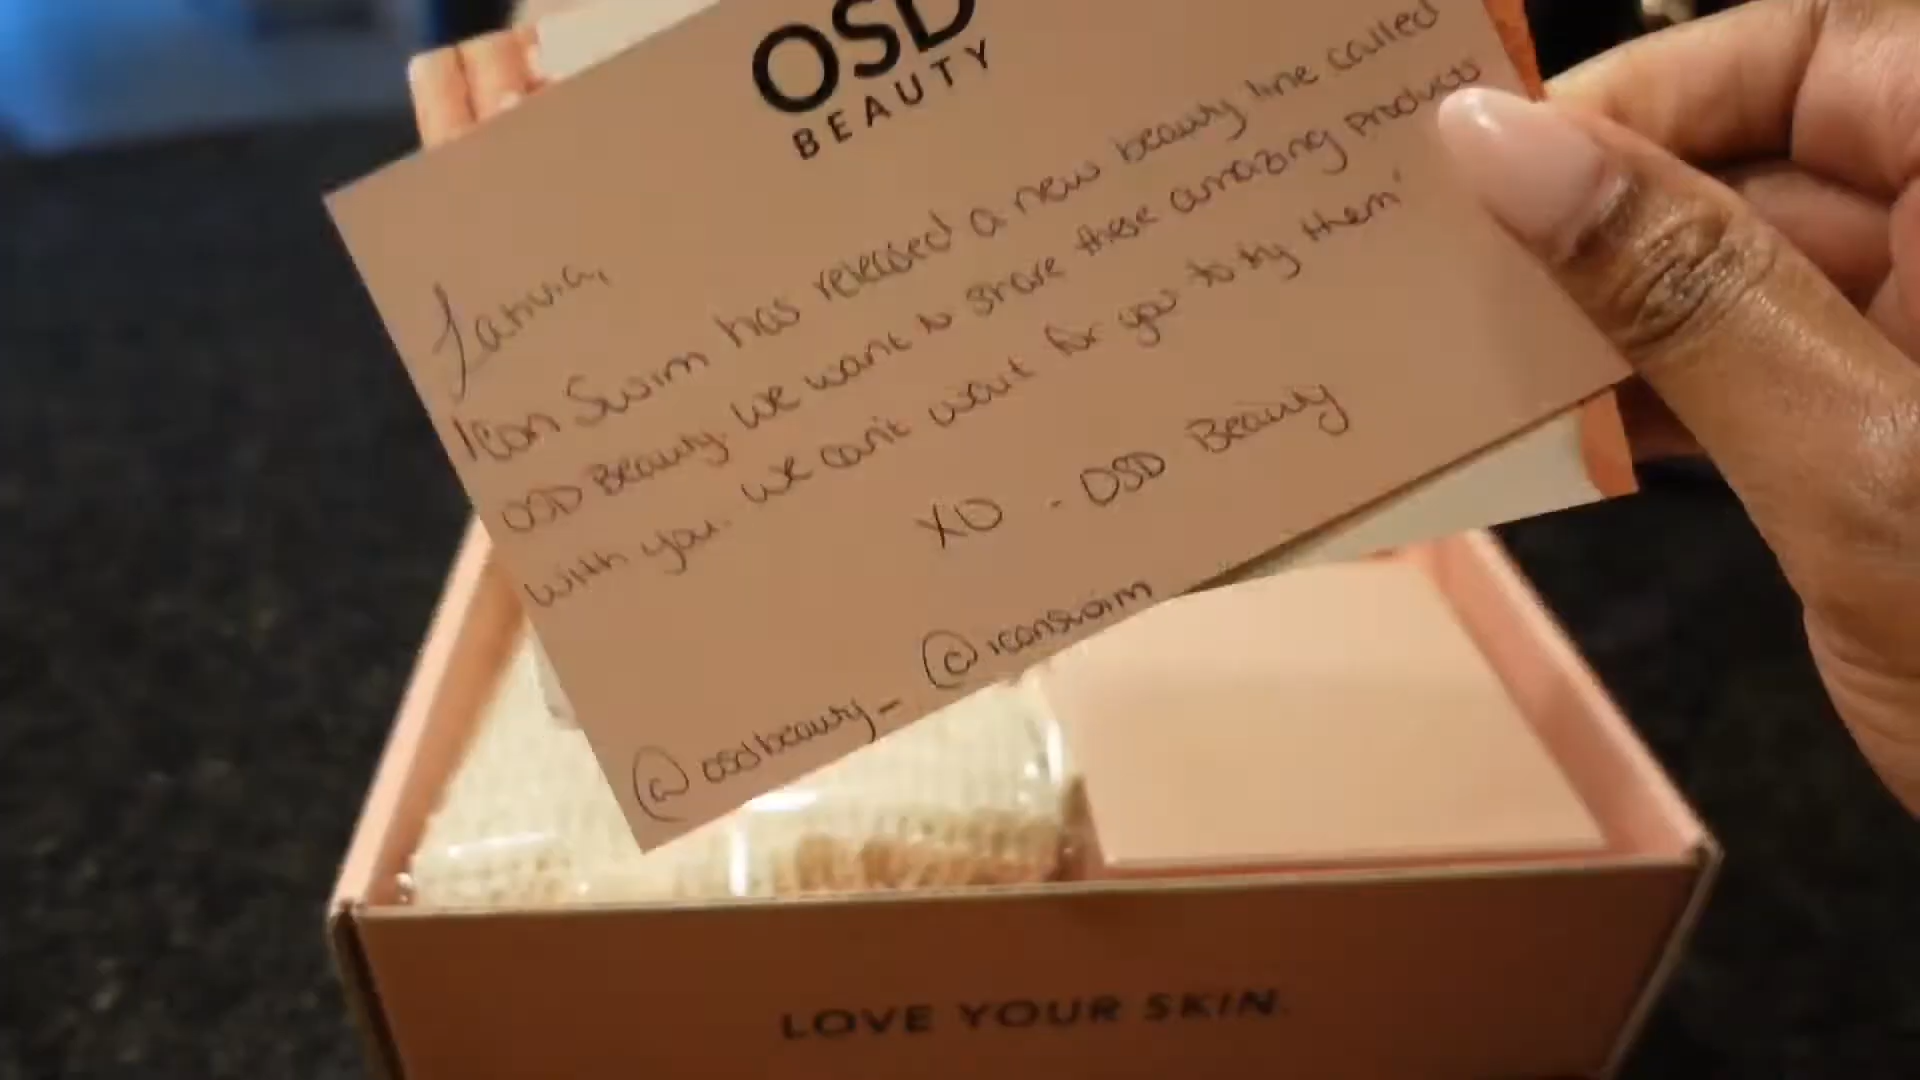 OSD
BEAUTY
Icon Swim has released a new beauty line called
OSD Beauty. We want to share these amazing products
with you. We can't wait for you to try them!
XO - OSD Beauty
@osdbeauty_ @iconswim
LOVE YOUR SKIN.